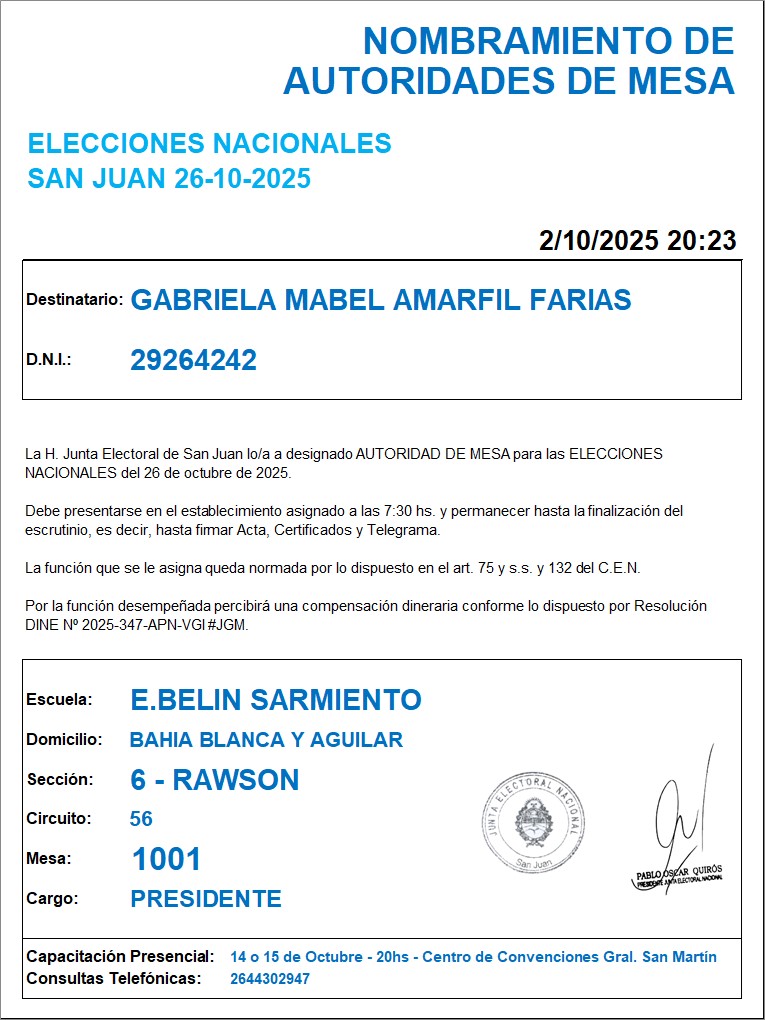 NOMBRAMIENTO DE
AUTORIDADES DE MESA
ELECCIONES NACIONALES
SAN JUAN 26-10-2025
2/10/2025 20:23
Destinatario: GABRIELA MABEL AMARFIL FARIAS
D.N.I.: 29264242
La H. Junta Electoral de San Juan lo/a a designado AUTORIDAD DE MESA para las ELECCIONES
NACIONALES del 26 de octubre de 2025.
Debe presentarse en el establecimiento asignado a las 7:30 hs. y permanecer hasta la finalización del
escrutinio, es decir, hasta firmar Acta, Certificados y Telegrama.
La función que se le asigna queda normada por lo dispuesto en el art. 75 y s.s. y 132 del C.E.N.
Por la función desempeñada percibirá una compensación dineraria conforme lo dispuesto por Resolución
DINE Nº 2025-347-APN-VGI#JGM.
Escuela: E.BELIN SARMIENTO
Domicilio: BAHIA BLANCA Y AGUILAR
Sección: 6 - RAWSON
Circuito: 56
Mesa: 1001
Cargo: PRESIDENTE
JUNTA ELECTORAL NACIONAL
San Juan
PABLO OSCAR QUIRÓS
PRESIDENTE JUNTA ELECTORAL NACIONAL
Capacitación Presencial: 14 o 15 de Octubre - 20hs - Centro de Convenciones Gral. San Martín
Consultas Telefónicas: 2644302947